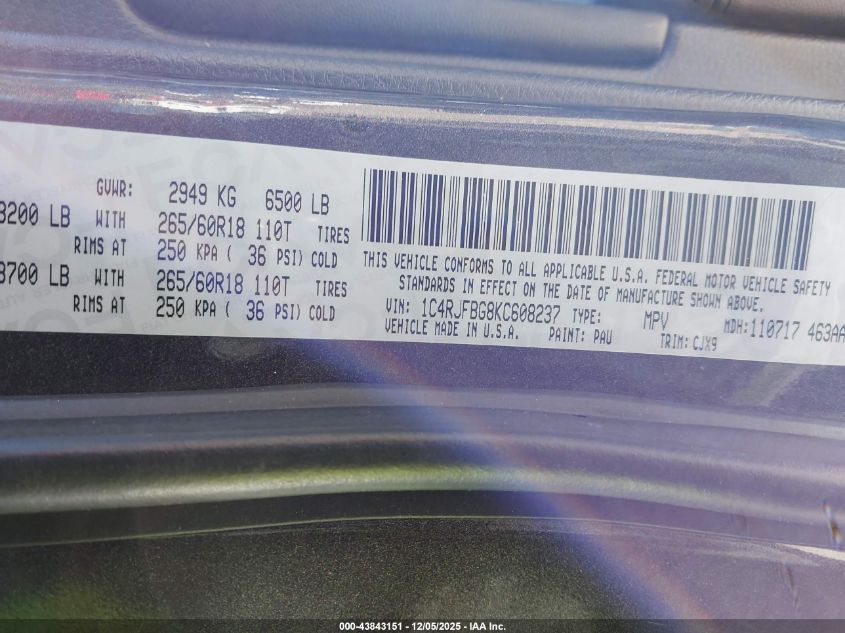 GVWR: 2949 KG 6500 LB
3200 LB WITH 265/60R18 110T TIRES
RIMS AT 250 KPA ( 36 PSI) COLD
3700 LB WITH 265/60R18 110T TIRES
RIMS AT 250 KPA ( 36 PSI) COLD
THIS VEHICLE CONFORMS TO ALL APPLICABLE U.S.A. FEDERAL MOTOR VEHICLE SAFETY
STANDARDS IN EFFECT ON THE DATE OF MANUFACTURE SHOWN ABOVE.
VIN: 1C4RJFBG8KC608237 TYPE: MPV MDH: 110717 463AA
VEHICLE MADE IN U.S.A. PAINT: PAU TRIM: CJX9
000-43843151 - 12/05/2025 - IAA Inc.